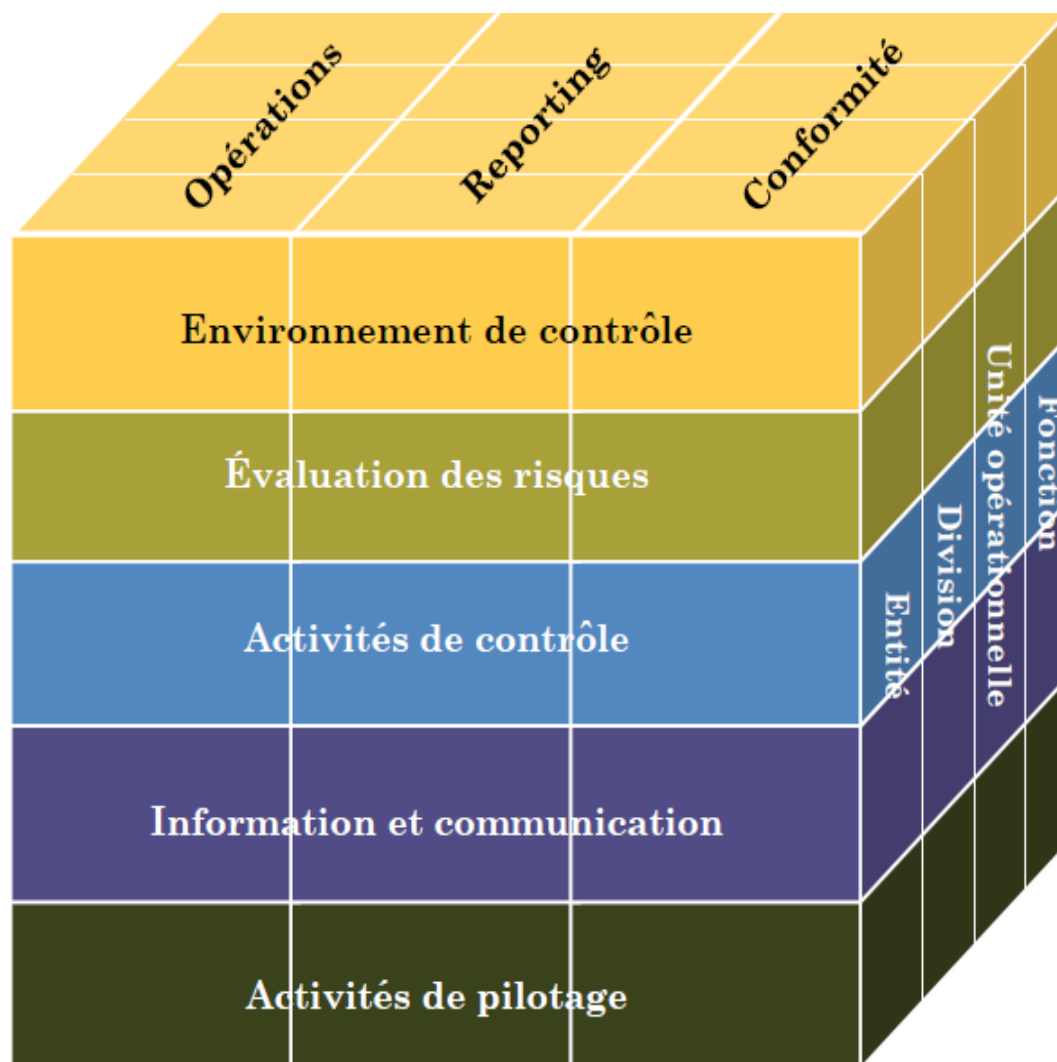 Opérations
Reporting
Conformité
Environnement de contrôle
Évaluation des risques
Activités de contrôle
Information et communication
Activités de pilotage
Entité
Division
Unité opérationnelle
Fonction